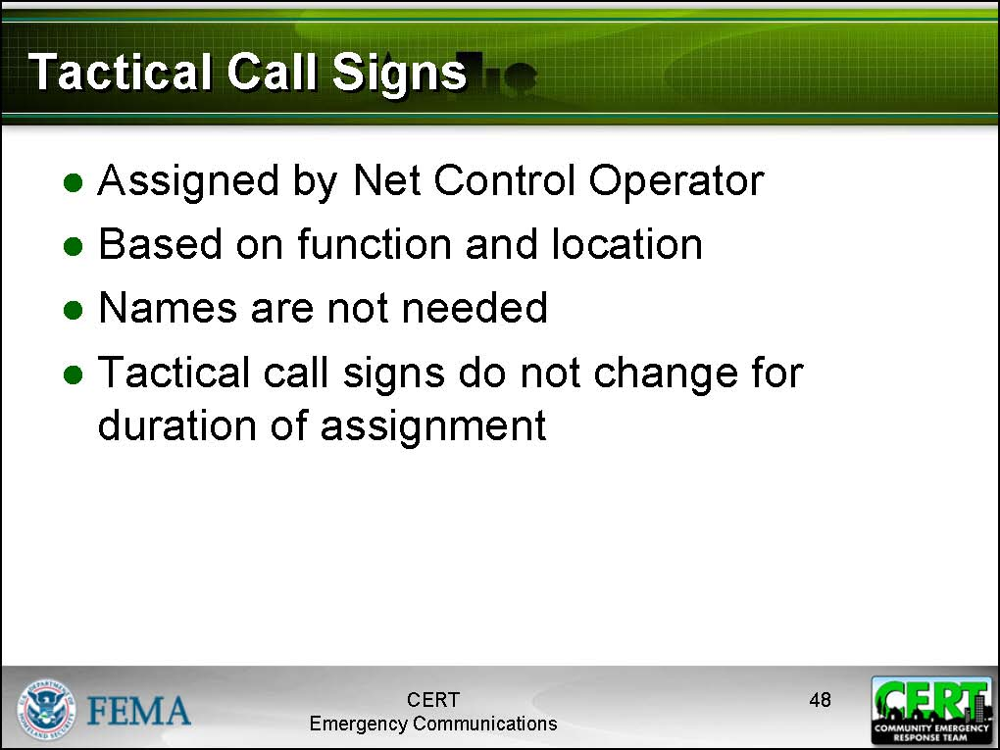 Tactical Call Signs
● Assigned by Net Control Operator
● Based on function and location
● Names are not needed
● Tactical call signs do not change for
duration of assignment
U.S. DEPARTMENT OF
HOMELAND SECURITY
FEMA
CERT
Emergency Communications
48
CERT
COMMUNITY EMERGENCY
RESPONSE TEAM